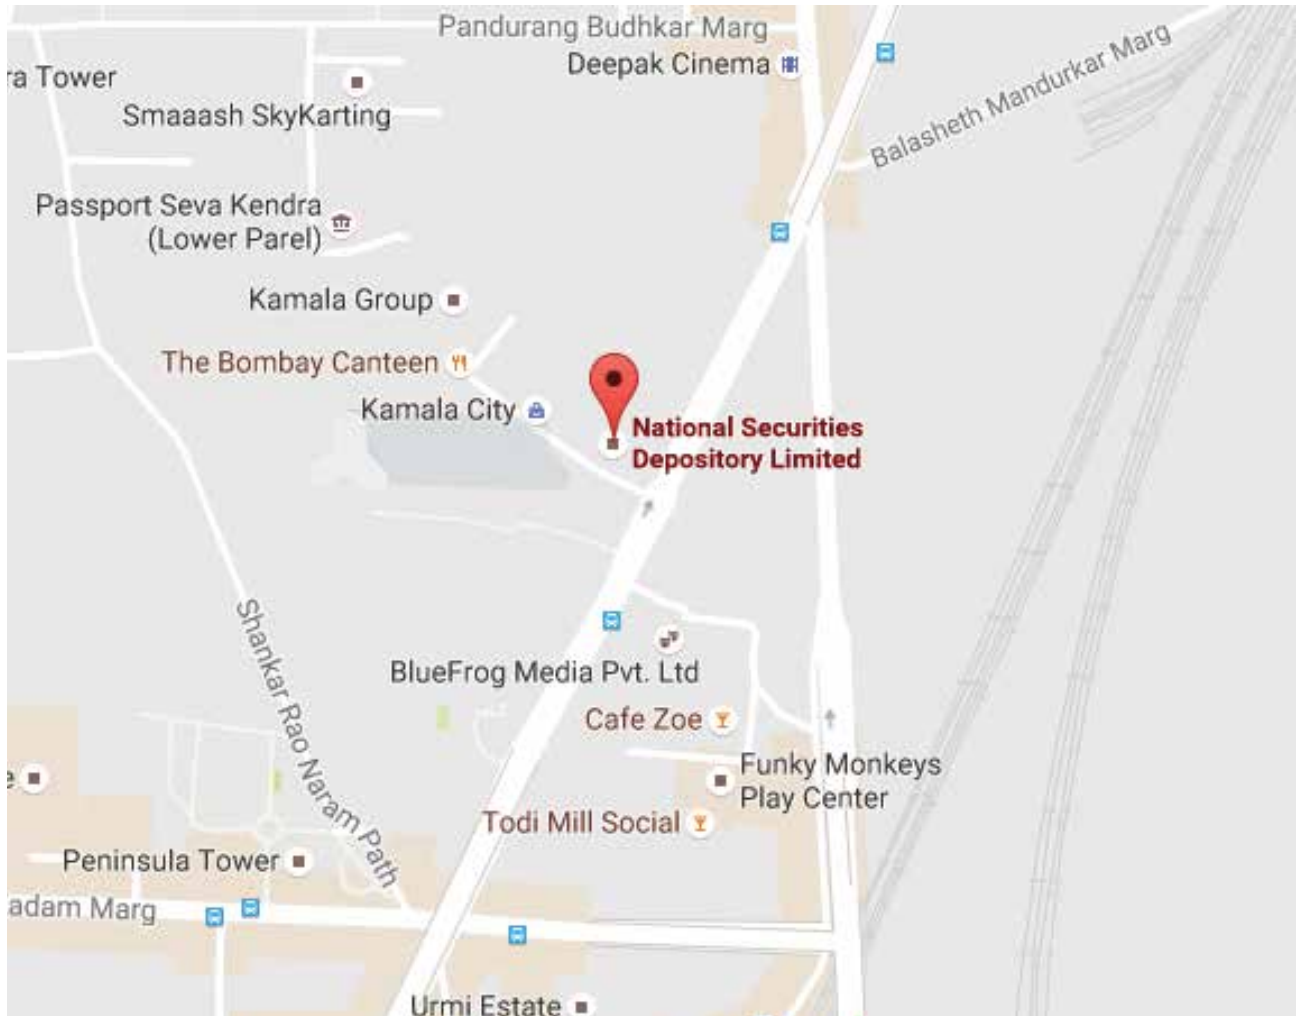 Pandurang Budhkar Marg
Deepak Cinema
ra Tower
Smaaash SkyKarting
Balasheth Mandurkar Marg
Passport Seva Kendra
(Lower Parel)
Kamala Group
The Bombay Canteen
Kamala City
National Securities
Depository Limited
Shankar Rao Naram Path
BlueFrog Media Pvt. Ltd
Cafe Zoe
e
Funky Monkeys
Play Center
Todi Mill Social
Peninsula Tower
adam Marg
Urmi Estate